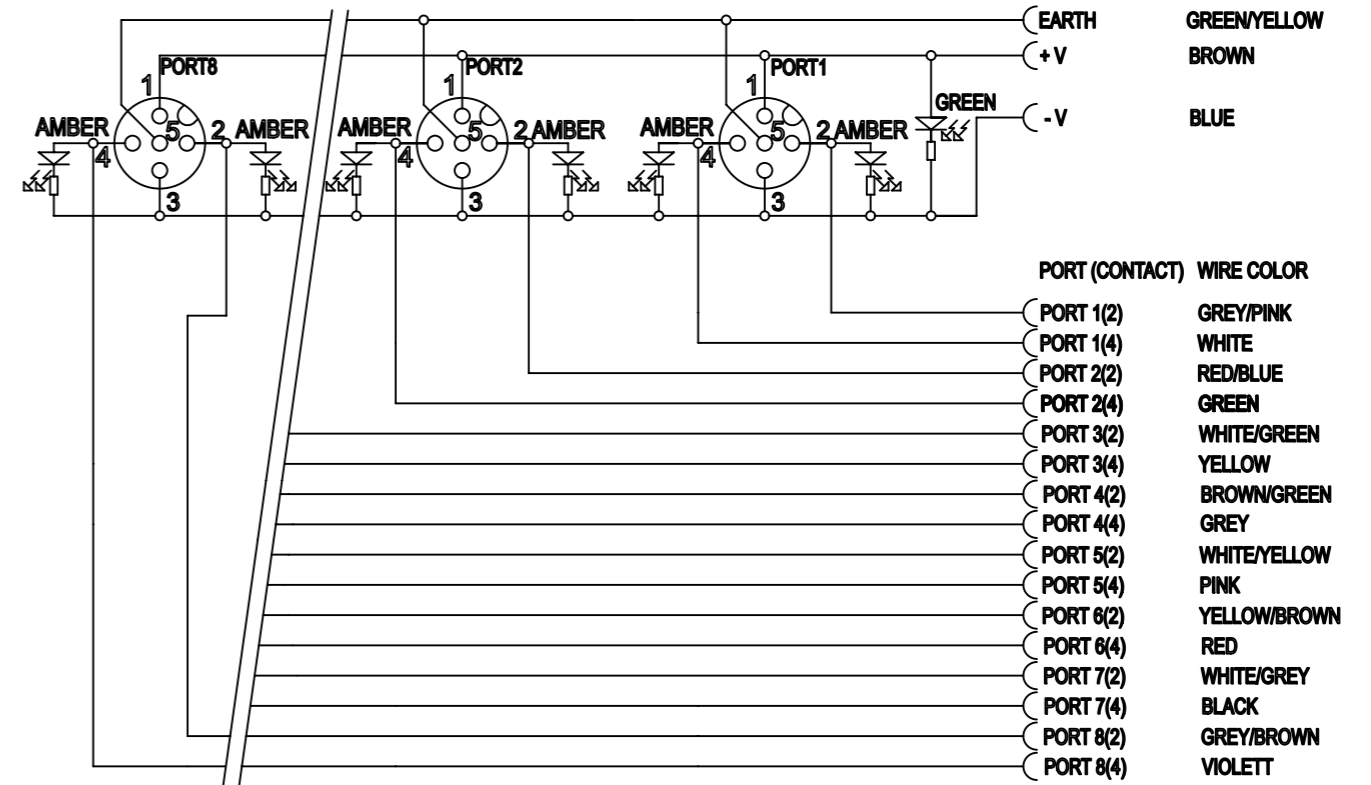 EARTH GREEN/YELLOW
+ V BROWN
PORT8 PORT2 PORT1
1 1 1
GREEN
- V BLUE
AMBER 5 2 AMBER AMBER 5 2 AMBER AMBER 5 2 AMBER
4 4 4
3 3 3
PORT (CONTACT) WIRE COLOR
PORT 1(2) GREY/PINK
PORT 1(4) WHITE
PORT 2(2) RED/BLUE
PORT 2(4) GREEN
PORT 3(2) WHITE/GREEN
PORT 3(4) YELLOW
PORT 4(2) BROWN/GREEN
PORT 4(4) GREY
PORT 5(2) WHITE/YELLOW
PORT 5(4) PINK
PORT 6(2) YELLOW/BROWN
PORT 6(4) RED
PORT 7(2) WHITE/GREY
PORT 7(4) BLACK
PORT 8(2) GREY/BROWN
PORT 8(4) VIOLETT